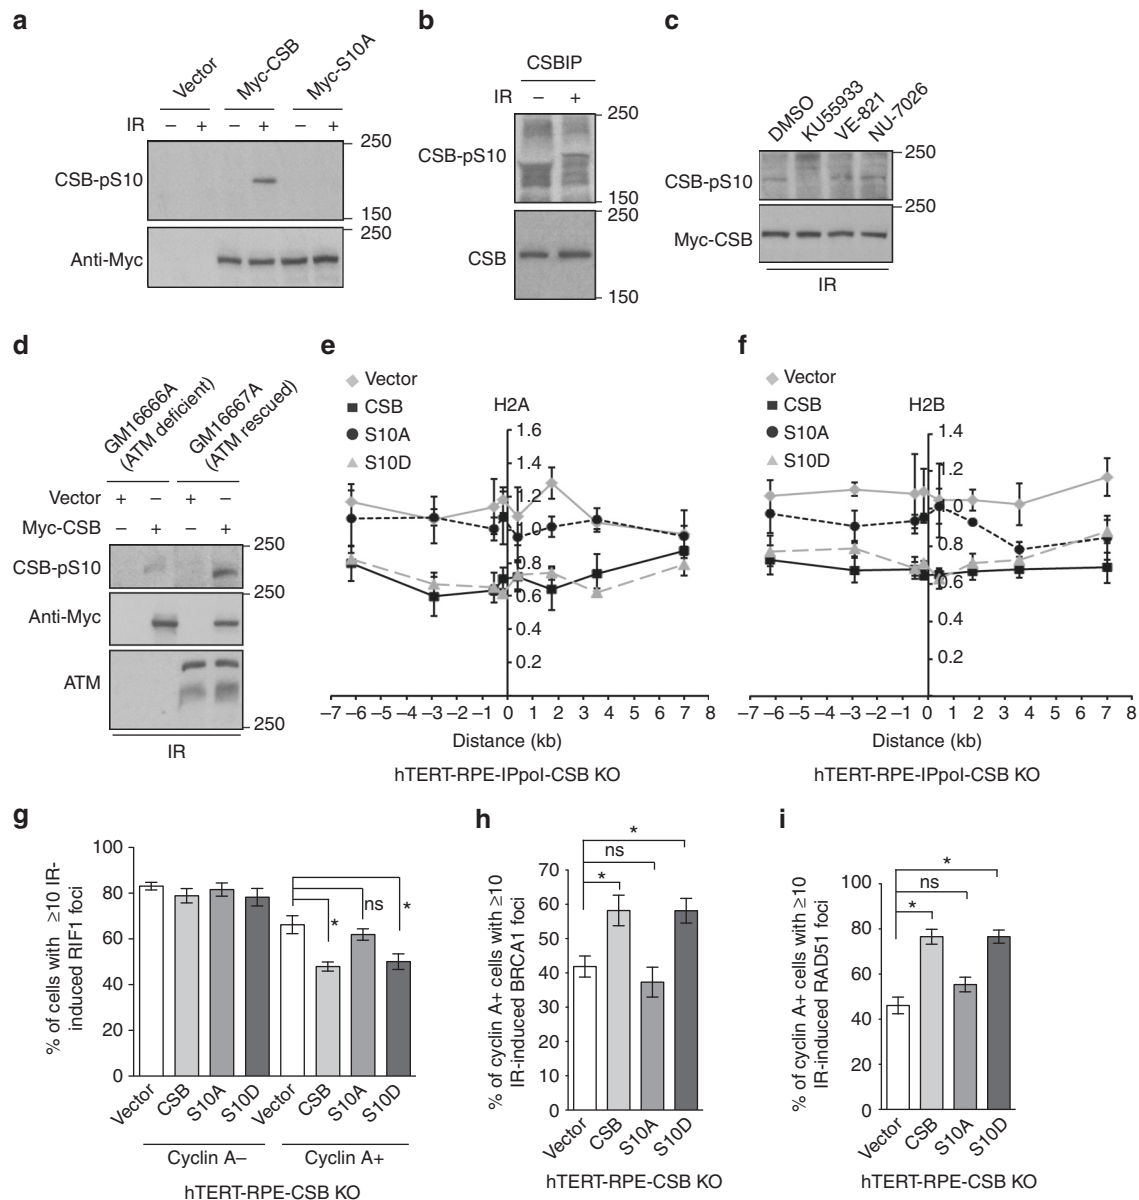 a
Vector
Myc-CSB
Myc-S10A
IR – + – + – +
CSB-pS10
250
150
Anti-Myc
250
150
b
CSBIP
IR – +
CSB-pS10
250
150
CSB
250
150
c
DMSO
KU55933
VE-821
NU-7026
CSB-pS10
250
Myc-CSB
250
IR
d
GM16666A
(ATM deficient)
GM16667A
(ATM rescued)
Vector + – + –
Myc-CSB – + – +
CSB-pS10
250
Anti-Myc
250
ATM
250
IR
e
Vector
CSB
S10A
S10D
H2A
1.6
1.4
1.2
1.0
0.8
0.6
0.4
0.2
–7 –6 –5 –4 –3 –2 –1 0 1 2 3 4 5 6 7 8
Distance (kb)
hTERT-RPE-IPpoI-CSB KO
f
Vector
CSB
S10A
S10D
H2B
1.4
1.2
1.0
0.8
0.6
0.4
0.2
–7 –6 –5 –4 –3 –2 –1 0 1 2 3 4 5 6 7 8
Distance (kb)
hTERT-RPE-IPpoI-CSB KO
g
% of cells with ≥10 IR-
induced RIF1 foci
100
80
60
40
20
0
* ns *
Vector CSB S10A S10D Vector CSB S10A S10D
Cyclin A– Cyclin A+
hTERT-RPE-CSB KO
h
% of cyclin A+ cells with ≥10
IR-induced BRCA1 foci
70
60
50
40
30
20
10
0
*
ns
*
Vector CSB S10A S10D
hTERT-RPE-CSB KO
i
% of cyclin A+ cells with ≥10
IR-induced RAD51 foci
100
80
60
40
20
0
*
ns
*
Vector CSB S10A S10D
hTERT-RPE-CSB KO